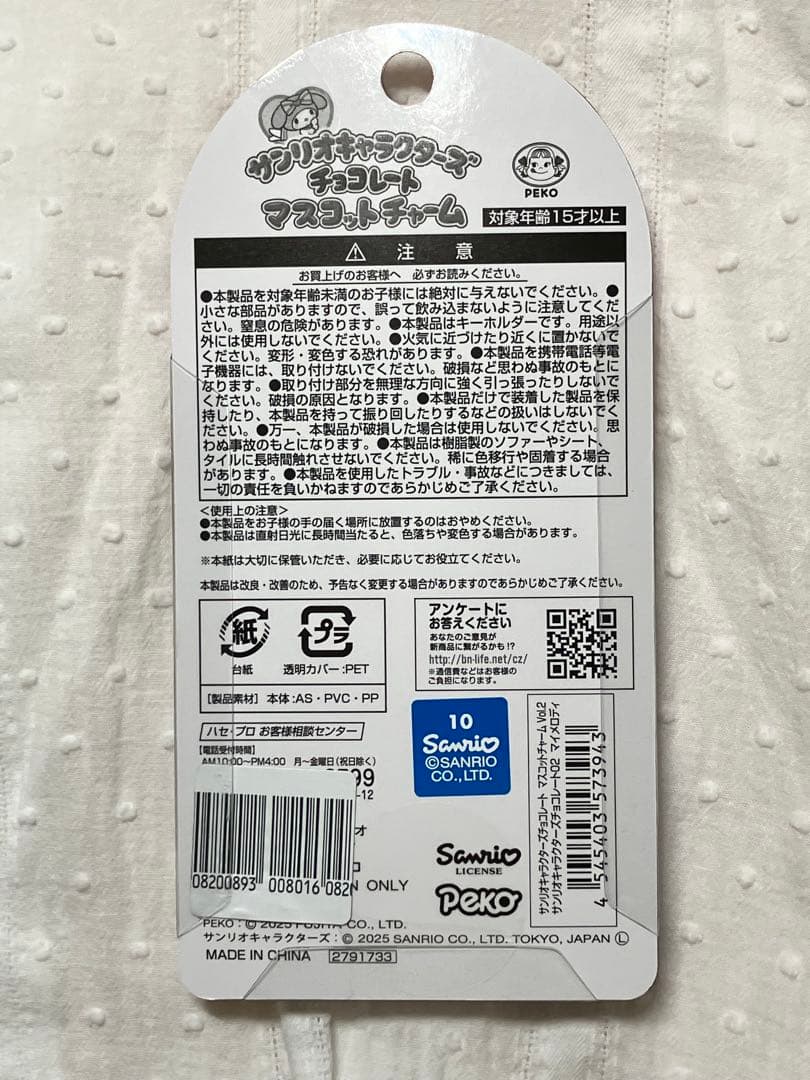 サンリオキャラクターズ
チョコレート
マスコットチャーム
PEKO
対象年齢15才以上
⚠ 注意
お買上げのお客様へ 必ずお読みください。
●本製品を対象年齢未満のお子様には絶対に与えないでください。●
小さな部品がありますので、誤って飲み込まないように注意してくだ
さい。窒息の危険があります。●本製品はキーホルダーです。用途以
外には使用しないでください。●火気に近づけたり近くに置かないで
ください。変形・変色する恐れがあります。●本製品を携帯電話等電
子機器には、取り付けないでください。破損など思わぬ事故のもとに
なります。●取り付け部分を無理な方向に強く引っ張ったりしないで
ください。破損の原因となります。●本製品だけで装着した製品を保
持したり、本製品を持って振り回したりするなどの扱いはしないでく
ださい。●万一、本製品が破損した場合は使用しないでください。思
わぬ事故のもとになります。●本製品は樹脂製のソファーやシート、
タイルに長時間触れさせないでください。稀に色移行や固着する場合
があります。●本製品を使用したトラブル・事故などにつきましては、
一切の責任を負いかねますのであらかじめご了承ください。
<使用上の注意>
●本製品をお子様の手の届く場所に放置するのはおやめください。
●本製品は直射日光に長時間当たると、色落ちや変色する場合があります。
※本紙は大切に保管いただき、必要に応じてお役立てください。
本製品は改良・改善のため、予告なく変更する場合がありますのであらかじめご了承ください。
紙
台紙
プラ
透明カバー:PET
[製品素材] 本体:AS・PVC・PP
アンケートに
お答えください
あなたのご意見が
新商品に繋がるかも!?
http://bn-life.net/cz/
※通信費などはお客様の
ご負担になります。
ハセ・プロ お客様相談センター
【電話受付時間】
AM10:00〜PM4:00 月〜金曜日(祝日除く)
-12
オ
N ONLY
08200893 008016 082
10
Sanrio
©SANRIO
CO., LTD.
Sanrio
LICENSE
PeKo
サンリオキャラクターズチョコレート マスコットチャーム Vol.2
サンリオキャラクターズチョコレート02 マイメロディ
4 545403 573943
PEKO:© 2025 FUJIYA CO., LTD.
サンリオキャラクターズ:© 2025 SANRIO CO., LTD. TOKYO, JAPAN Ⓛ
MADE IN CHINA 2791733